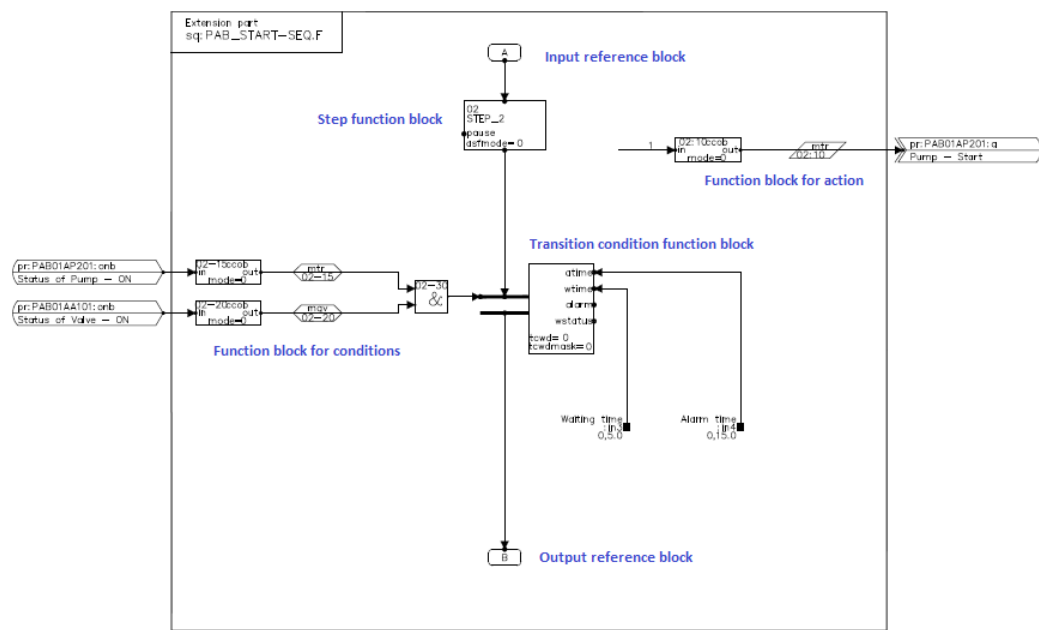 Extension part
sq:PAB_START-SEQ.F
A
Input reference block
Step function block
02
STEP_2
pause
dsfmode=0
1
02:10ccob
in out
mode=0
mtr
02:10
pr:PAB01AP201:q
Pump - Start
Function block for action
Transition condition function block
pr:PAB01AP201:onb
Status of Pump - ON
02-15ccob
in out
mode=0
mtr
02-15
pr:PAB01AA101:onb
Status of Valve - ON
02-20ccob
in out
mode=0
mgv
02-20
02-30
&
atime
wtime
alarm
wstatus
tcwd= 0
tcwdmask=0
Function block for conditions
Waiting time
:in3
0,5.0
Alarm time
:in4
0,15.0
B
Output reference block